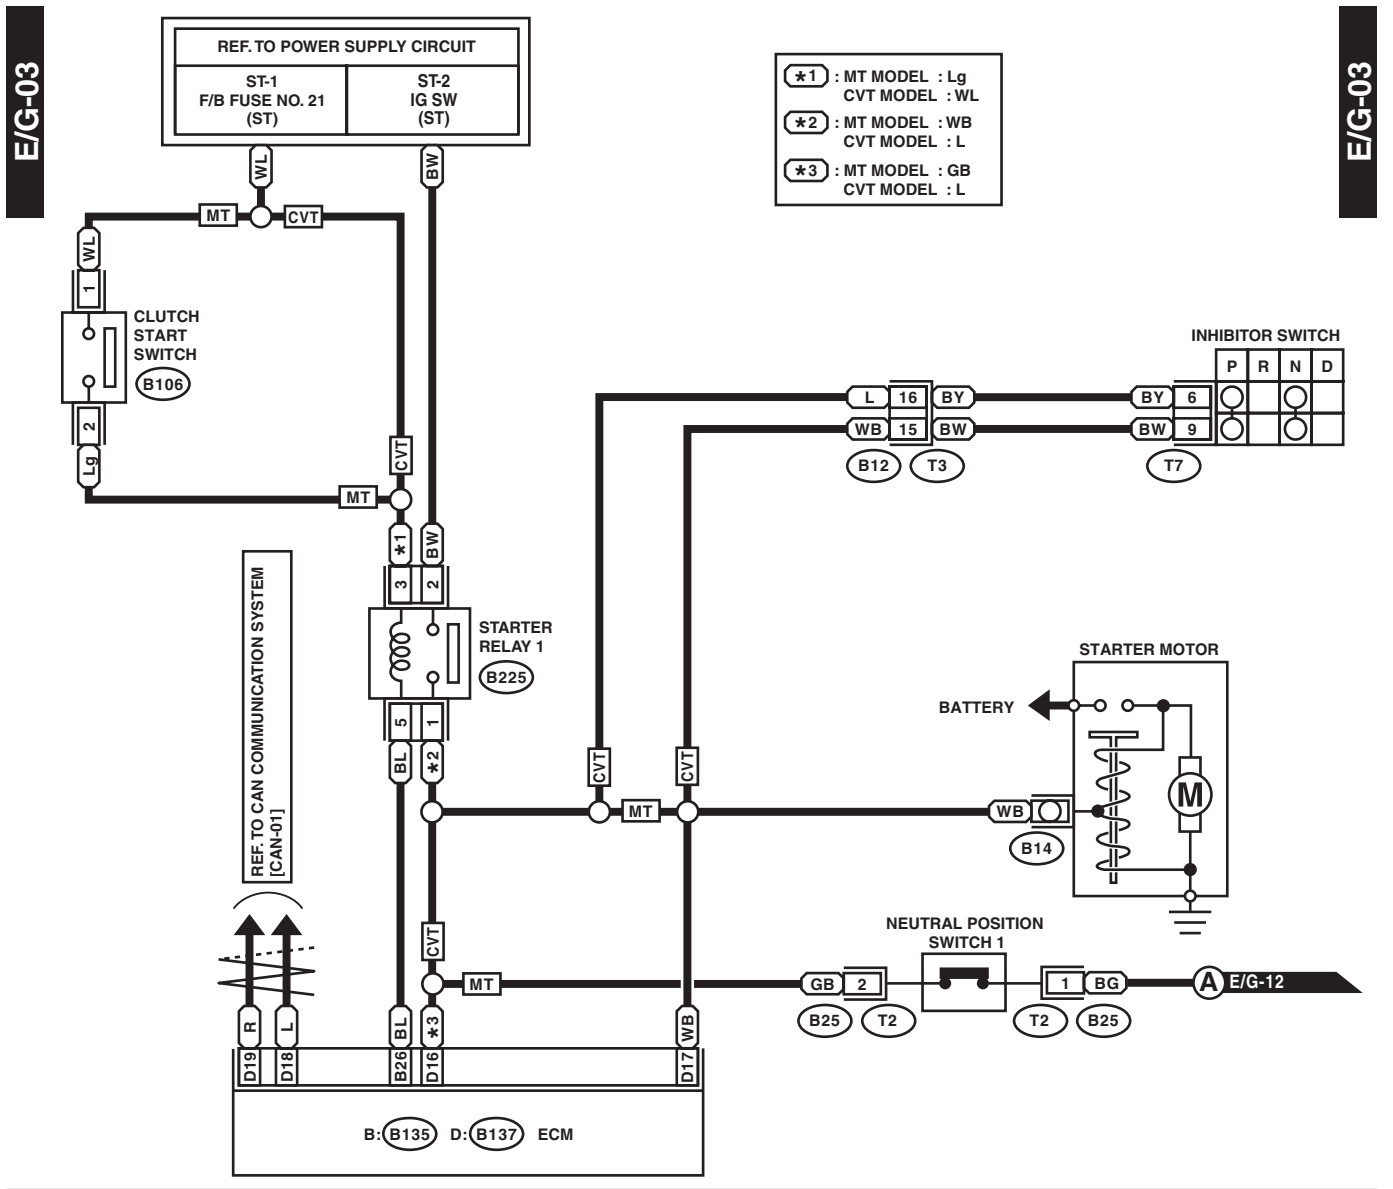 E/G-03
E/G-03
REF. TO POWER SUPPLY CIRCUIT
ST-1
F/B FUSE NO. 21
(ST)
ST-2
IG SW
(ST)
*1 : MT MODEL : Lg
CVT MODEL : WL
*2 : MT MODEL : WB
CVT MODEL : L
*3 : MT MODEL : GB
CVT MODEL : L
WL
BW
MT
CVT
WL
1
CLUTCH
START
SWITCH
B106
2
Lg
MT
CVT
*1
BW
3
2
STARTER
RELAY 1
B225
5
1
BL
*2
INHIBITOR SWITCH
P R N D
L 16 BY
BY 6
WB 15 BW
BW 9
B12
T3
T7
REF. TO CAN COMMUNICATION SYSTEM
[CAN-01]
CVT
CVT
MT
STARTER MOTOR
BATTERY
M
WB
B14
CVT
MT
NEUTRAL POSITION
SWITCH 1
GB 2
1 BG
A E/G-12
B25
T2
T2
B25
R
L
BL
*3
WB
D19
D18
B26
D16
D17
B: B135 D: B137 ECM